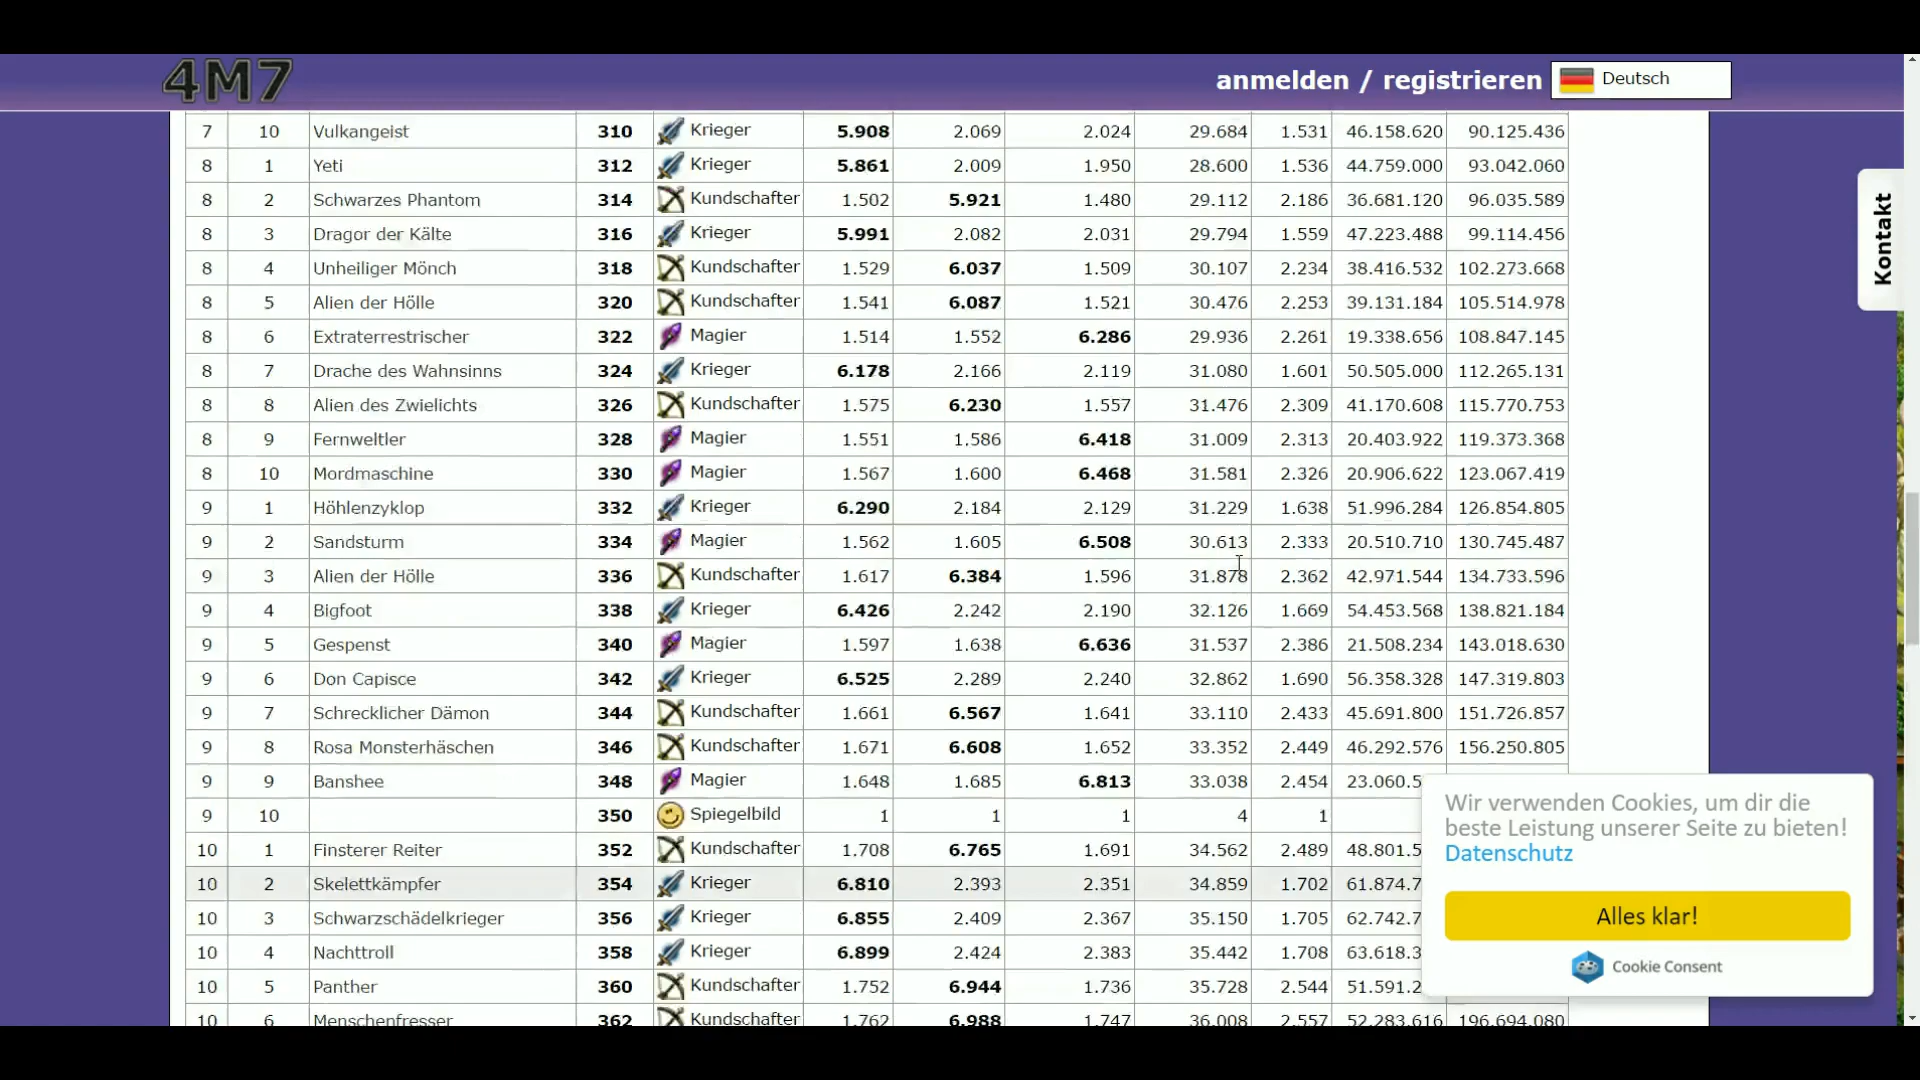 4M7
anmelden / registrieren Deutsch
7 10 Vulkangeist 310 Krieger 5.908 2.069 2.024 29.684 1.531 46.158.620 90.125.436
8 1 Yeti 312 Krieger 5.861 2.009 1.950 28.600 1.536 44.759.000 93.042.060
8 2 Schwarzes Phantom 314 Kundschafter 1.502 5.921 1.480 29.112 2.186 36.681.120 96.035.589
8 3 Dragor der Kälte 316 Krieger 5.991 2.082 2.031 29.794 1.559 47.223.488 99.114.456
8 4 Unheiliger Mönch 318 Kundschafter 1.529 6.037 1.509 30.107 2.234 38.416.532 102.273.668
8 5 Alien der Hölle 320 Kundschafter 1.541 6.087 1.521 30.476 2.253 39.131.184 105.514.978
8 6 Extraterrestrischer 322 Magier 1.514 1.552 6.286 29.936 2.261 19.338.656 108.847.145
8 7 Drache des Wahnsinns 324 Krieger 6.178 2.166 2.119 31.080 1.601 50.505.000 112.265.131
8 8 Alien des Zwielichts 326 Kundschafter 1.575 6.230 1.557 31.476 2.309 41.170.608 115.770.753
8 9 Fernweltler 328 Magier 1.551 1.586 6.418 31.009 2.313 20.403.922 119.373.368
8 10 Mordmaschine 330 Magier 1.567 1.600 6.468 31.581 2.326 20.906.622 123.067.419
9 1 Höhlenzyklop 332 Krieger 6.290 2.184 2.129 31.229 1.638 51.996.284 126.854.805
9 2 Sandsturm 334 Magier 1.562 1.605 6.508 30.613 2.333 20.510.710 130.745.487
9 3 Alien der Hölle 336 Kundschafter 1.617 6.384 1.596 31.878 2.362 42.971.544 134.733.596
9 4 Bigfoot 338 Krieger 6.426 2.242 2.190 32.126 1.669 54.453.568 138.821.184
9 5 Gespenst 340 Magier 1.597 1.638 6.636 31.537 2.386 21.508.234 143.018.630
9 6 Don Capisce 342 Krieger 6.525 2.289 2.240 32.862 1.690 56.358.328 147.319.803
9 7 Schrecklicher Dämon 344 Kundschafter 1.661 6.567 1.641 33.110 2.433 45.691.800 151.726.857
9 8 Rosa Monsterhäschen 346 Kundschafter 1.671 6.608 1.652 33.352 2.449 46.292.576 156.250.805
9 9 Banshee 348 Magier 1.648 1.685 6.813 33.038 2.454 23.060.5
9 10 350 Spiegelbild 1 1 1 4 1
10 1 Finsterer Reiter 352 Kundschafter 1.708 6.765 1.691 34.562 2.489 48.801.5
10 2 Skelettkämpfer 354 Krieger 6.810 2.393 2.351 34.859 1.702 61.874.7
10 3 Schwarzschädelkrieger 356 Krieger 6.855 2.409 2.367 35.150 1.705 62.742.7
10 4 Nachttroll 358 Krieger 6.899 2.424 2.383 35.442 1.708 63.618.3
10 5 Panther 360 Kundschafter 1.752 6.944 1.736 35.728 2.544 51.591.2
10 6 Menschenfresser 362 Kundschafter 1.762 6.988 1.747 36.008 2.557 52.283.616 196.694.080
Kontakt
Wir verwenden Cookies, um dir die
beste Leistung unserer Seite zu bieten!
Datenschutz
Alles klar!
Cookie Consent